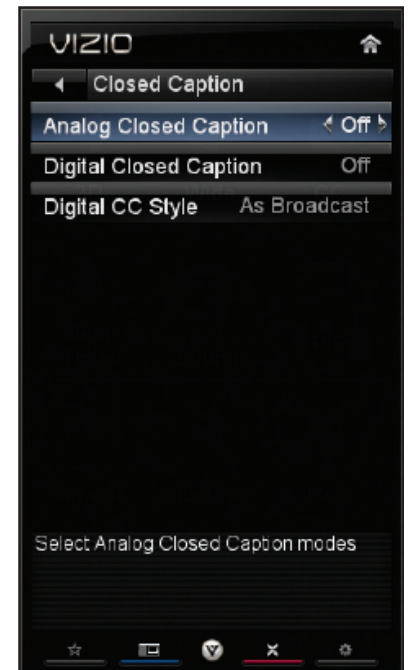 VIZIO
Closed Caption
Analog Closed Caption Off
Digital Closed Caption Off
Digital CC Style As Broadcast
Select Analog Closed Caption modes